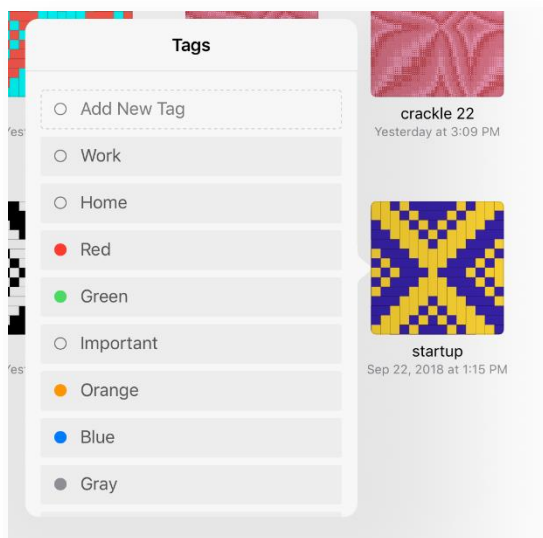 Tags
Add New Tag
Work
Home
Red
Green
Important
Orange
Blue
Gray
crackle 22
Yesterday at 3:09 PM
startup
Sep 22, 2018 at 1:15 PM